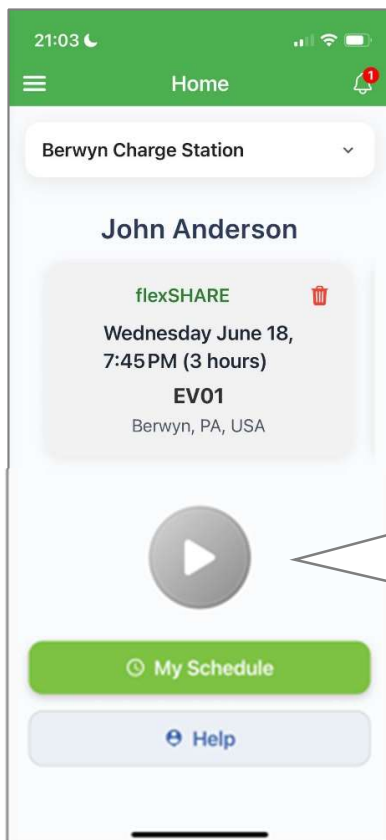 21:03
Home
1
Berwyn Charge Station
John Anderson
flexSHARE
Wednesday June 18,
7:45 PM (3 hours)
EV01
Berwyn, PA, USA
My Schedule
Help